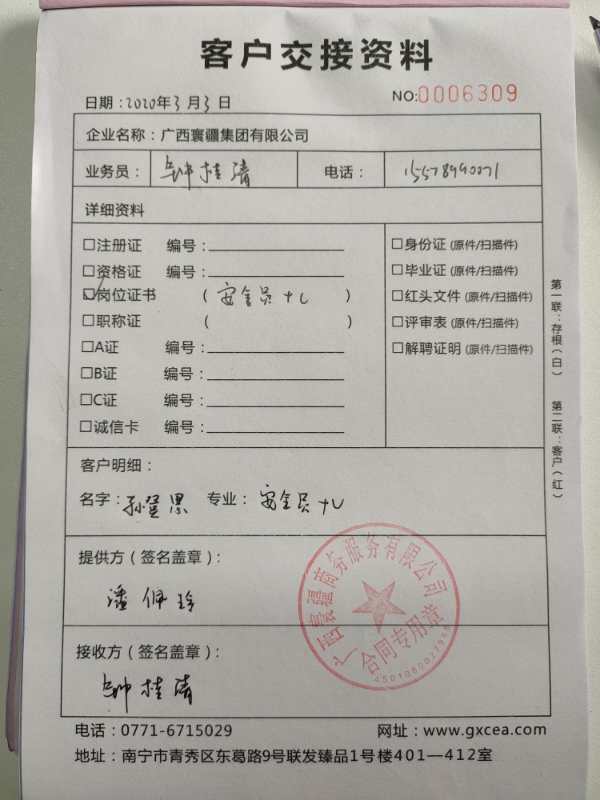 客户交接资料
日期：2020年3月3日 NO:0006309
企业名称：广西寰疆集团有限公司
业务员： 钟桂清 电话： 15578990071
详细资料
□注册证 编号： □身份证 (原件/扫描件)
□资格证 编号： □毕业证 (原件/扫描件)
☑岗位证书 ( 安全员 ) □红头文件 (原件/扫描件)
□职称证 ( ) □评审表 (原件/扫描件)
□A证 编号： □解聘证明 (原件/扫描件)
□B证 编号：
□C证 编号：
□诚信卡 编号：
第一联：存根(白)
第二联：客户(红)
客户明细：
名字： 孙 专业： 安全员
提供方（签名盖章）：
潘佩珍
广西寰疆商务服务有限公司
合同专用章
接收方（签名盖章）：
钟桂清
电话：0771-6715029 网址：www.gxcea.com
地址：南宁市青秀区东葛路9号联发臻品1号楼401—412室